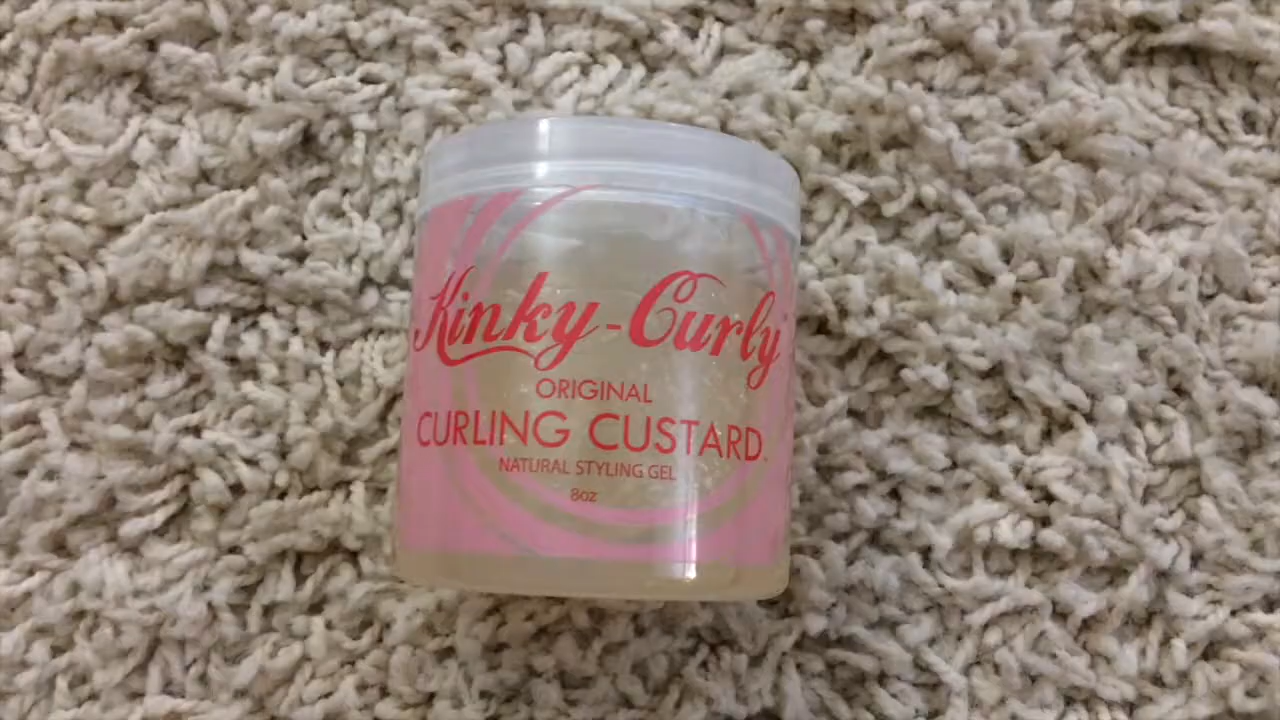 Kinky-Curly
ORIGINAL
CURLING CUSTARD
NATURAL STYLING GEL
8oz